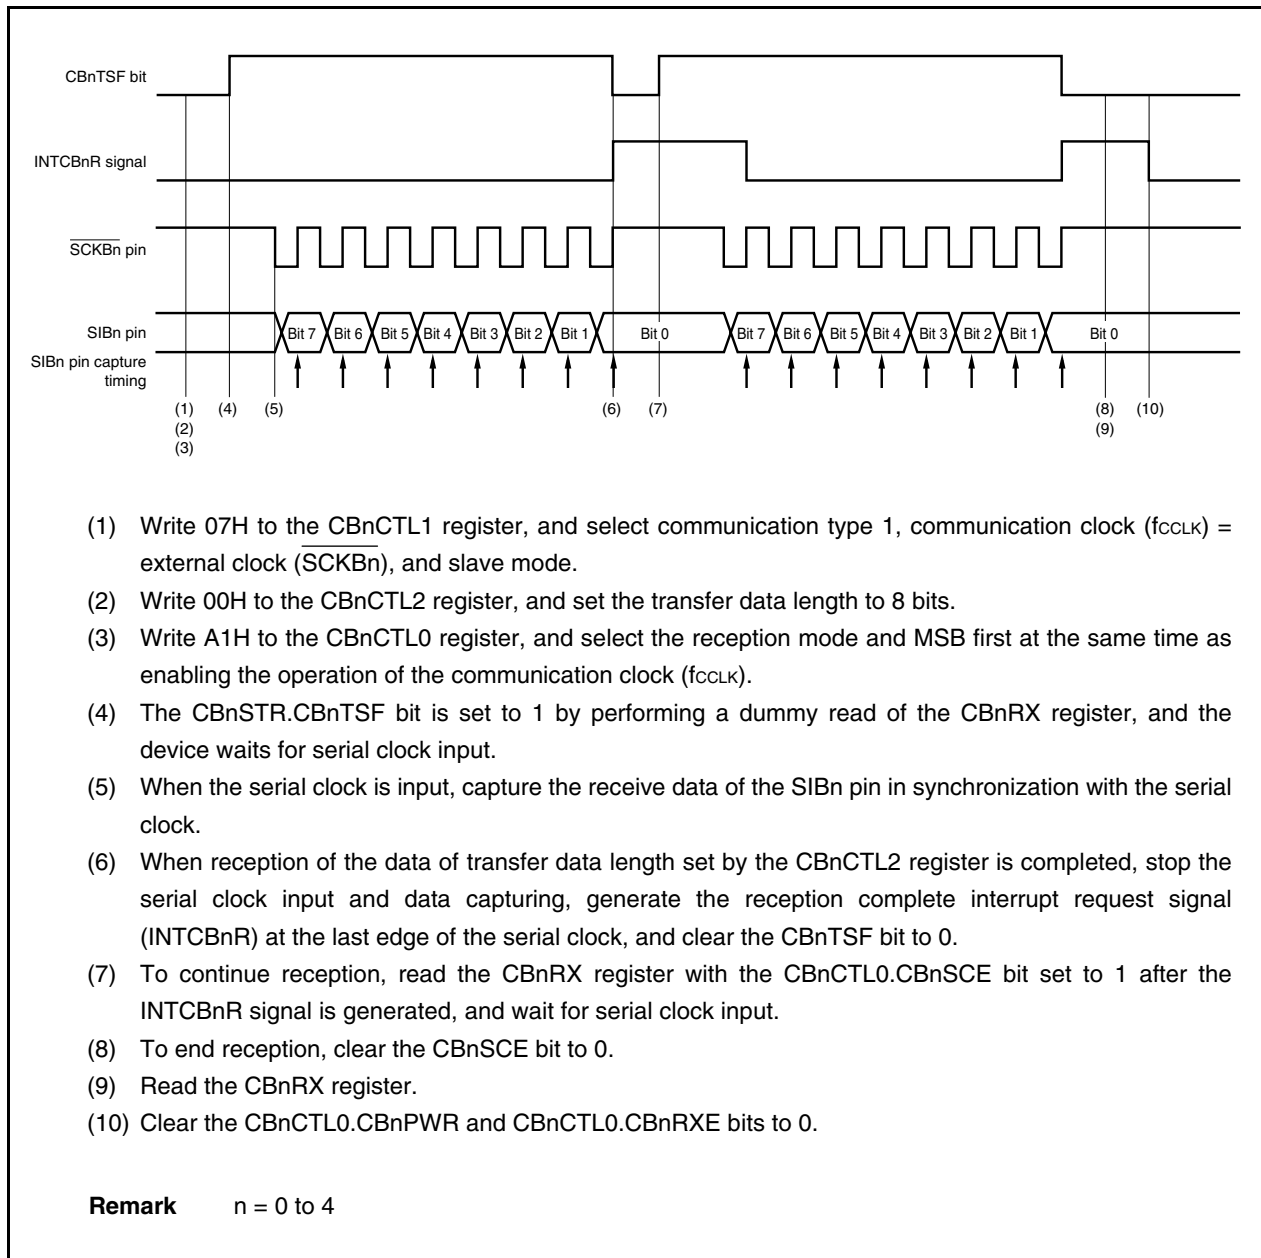 CBnTSF bit
INTCBnR signal
SCKBn pin
SIBn pin
Bit 7 Bit 6 Bit 5 Bit 4 Bit 3 Bit 2 Bit 1 Bit 0 Bit 7 Bit 6 Bit 5 Bit 4 Bit 3 Bit 2 Bit 1 Bit 0
SIBn pin capture
timing
(1) (4) (5) (6) (7) (8) (10)
(2) (9)
(3)
(1) Write 07H to the CBnCTL1 register, and select communication type 1, communication clock (fCCLK) =
external clock (SCKBn), and slave mode.
(2) Write 00H to the CBnCTL2 register, and set the transfer data length to 8 bits.
(3) Write A1H to the CBnCTL0 register, and select the reception mode and MSB first at the same time as
enabling the operation of the communication clock (fCCLK).
(4) The CBnSTR.CBnTSF bit is set to 1 by performing a dummy read of the CBnRX register, and the
device waits for serial clock input.
(5) When the serial clock is input, capture the receive data of the SIBn pin in synchronization with the serial
clock.
(6) When reception of the data of transfer data length set by the CBnCTL2 register is completed, stop the
serial clock input and data capturing, generate the reception complete interrupt request signal
(INTCBnR) at the last edge of the serial clock, and clear the CBnTSF bit to 0.
(7) To continue reception, read the CBnRX register with the CBnCTL0.CBnSCE bit set to 1 after the
INTCBnR signal is generated, and wait for serial clock input.
(8) To end reception, clear the CBnSCE bit to 0.
(9) Read the CBnRX register.
(10) Clear the CBnCTL0.CBnPWR and CBnCTL0.CBnRXE bits to 0.
Remark n = 0 to 4